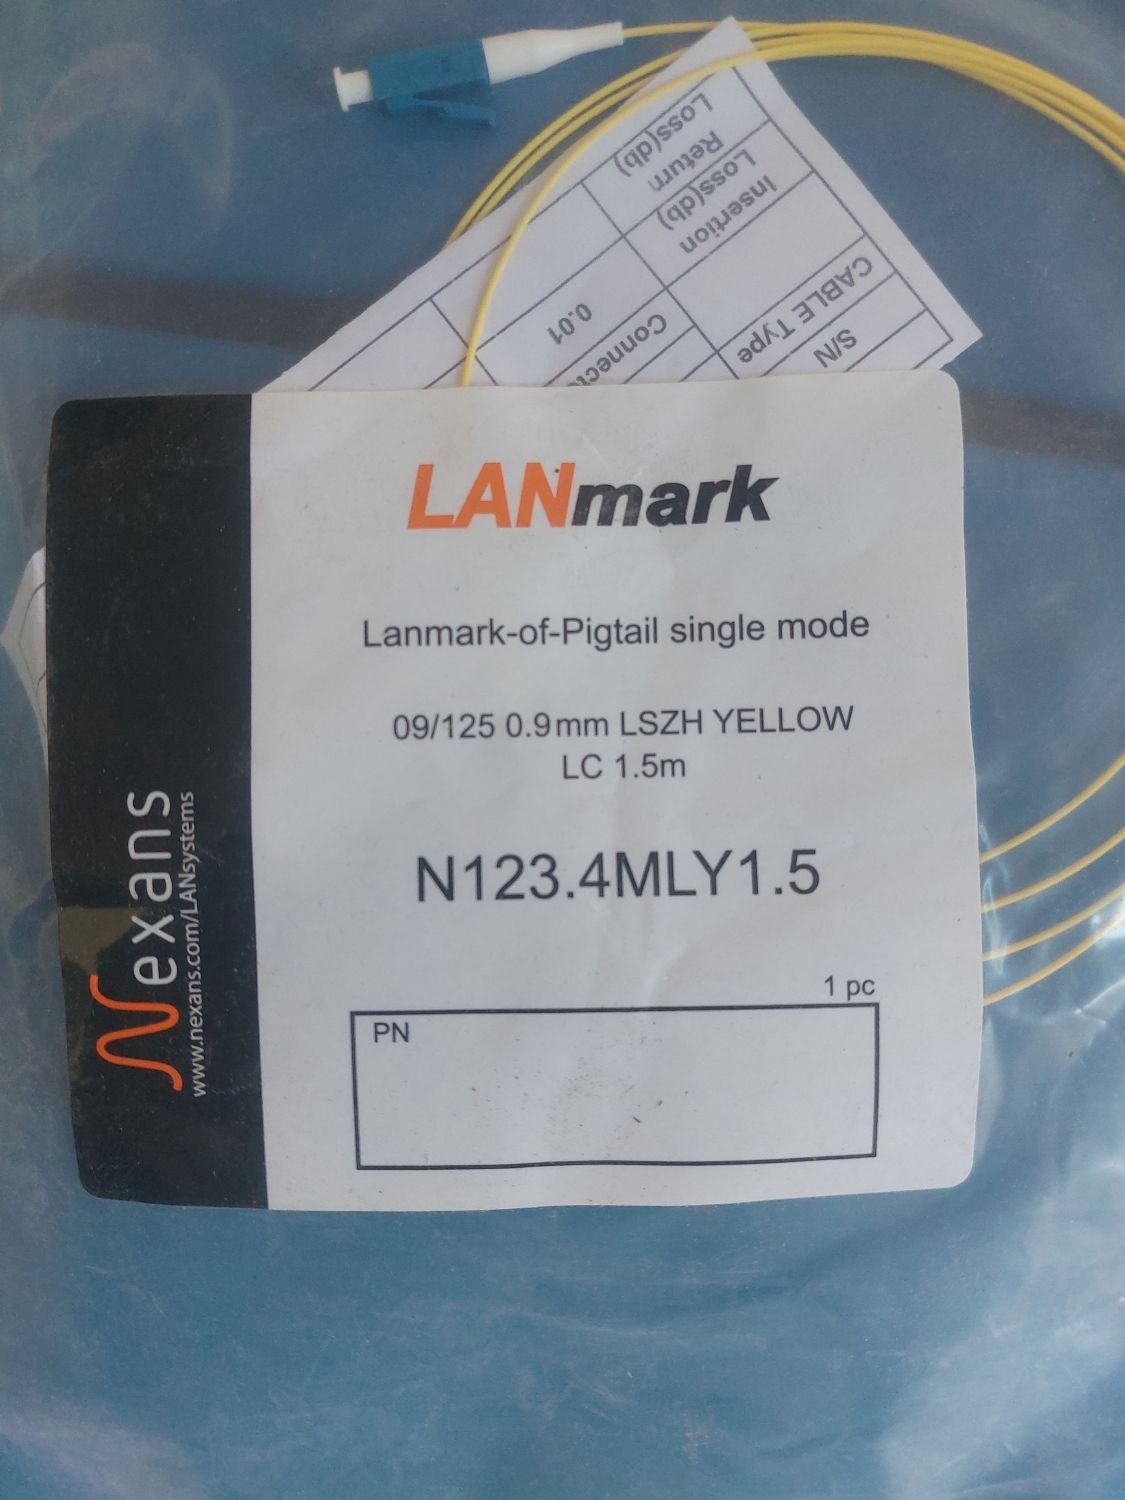 Loss(db)
Return
Loss(db)
Insertion
0.01
CABLE Type
S/N
LANmark
Lanmark-of-Pigtail single mode
09/125 0.9mm LSZH YELLOW
LC 1.5m
N123.4MLY1.5
1 pc
PN
Nexans
www.nexans.com/LANsystems